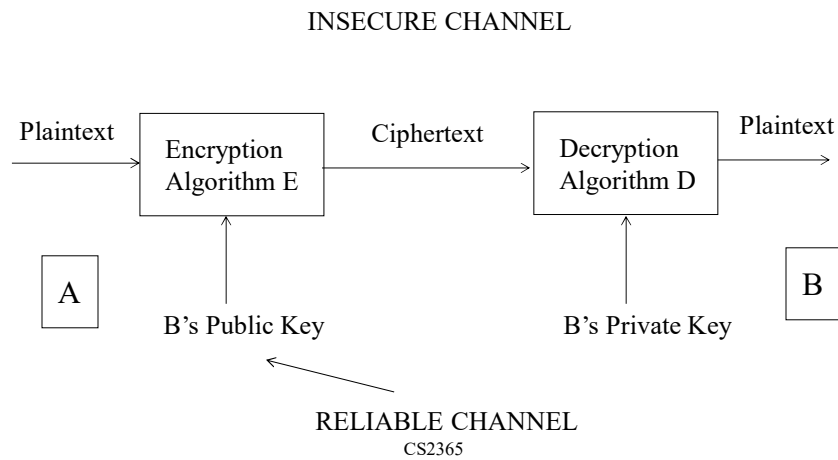 INSECURE CHANNEL
Plaintext
Encryption
Algorithm E
Ciphertext
Decryption
Algorithm D
Plaintext
A
B
B’s Public Key
B’s Private Key
RELIABLE CHANNEL
CS2365